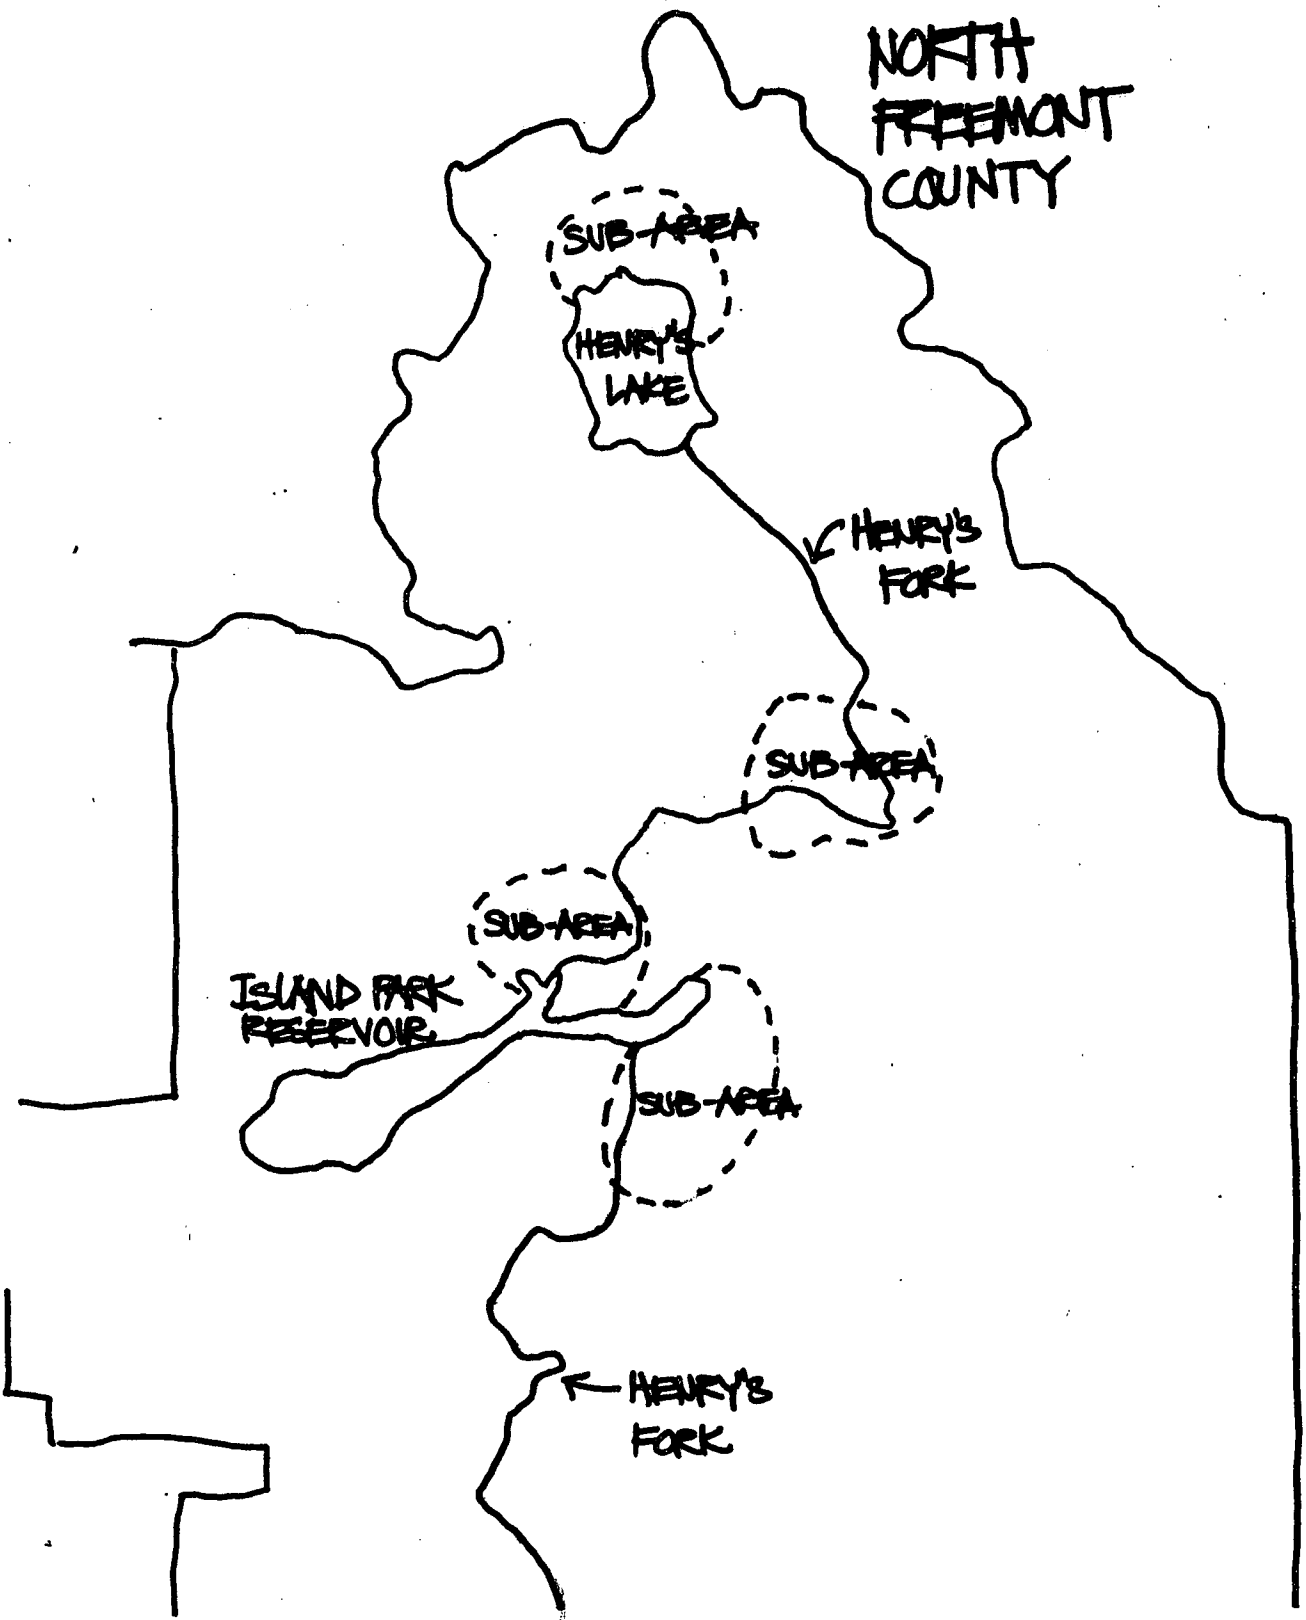 NORTH
FREEMONT
COUNTY
SUB-AREA
HENRY'S
LAKE
HENRY'S
FORK
SUB-AREA
SUB-AREA
ISLAND PARK
RESERVOIR
SUB-AREA
HENRY'S
FORK